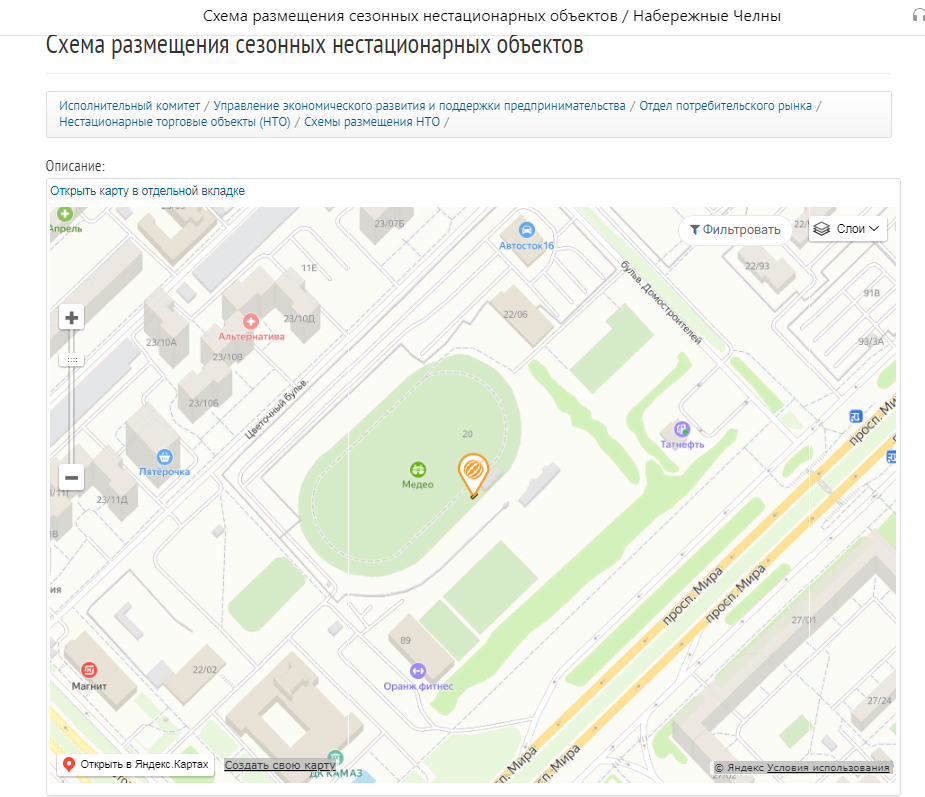 Схема размещения сезонных нестационарных объектов / Набережные Челны
Схема размещения сезонных нестационарных объектов
Исполнительный комитет / Управление экономического развития и поддержки предпринимательства / Отдел потребительского рынка /
Нестационарные торговые объекты (НТО) / Схемы размещения НТО /
Описание:
Открыть карту в отдельной вкладке
Апрель
23/07Б
Автосток16
Фильтровать
Слои
22/93
11Е
бульв. Домостроителей
91В
22/06
23/10Д
Альтернатива
23/10А
23/10В
93/3А
23/10Б
Цветочный бульв.
просп. Ми
20
Татнефть
Пятёрочка
Медео
23/11Д
просп. Мира
просп. Мира
27/01
89
22/02
Оранж фитнес
Магнит
27/24
просп. Мира
просп. Мира
Открыть в Яндекс.Картах
Создать свою карту
ДК КАМАЗ
© Яндекс Условия использования
27/02